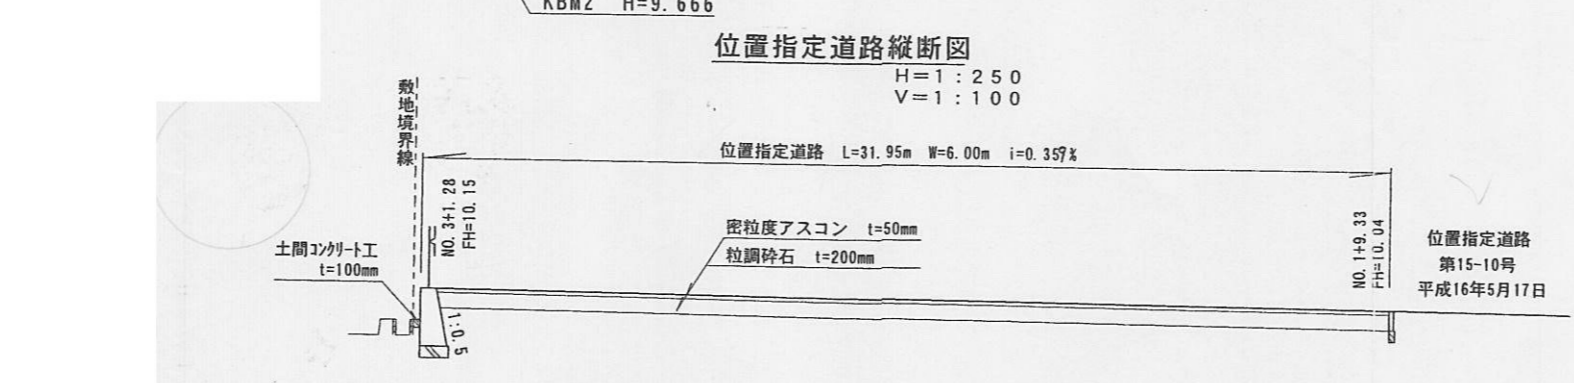 KBM2 H=9.666
位置指定道路縦断図
H=1:250
V=1:100
敷地境界線
位置指定道路 L=31.95m W=6.00m i=0.359%
NO.3+1.28
FH=10.15
密粒度アスコン t=50mm
粒調砕石 t=200mm
土間コンクリート工
t=100mm
1:0.5
NO.1+9.33
FH=10.04
位置指定道路
第15-10号
平成16年5月17日